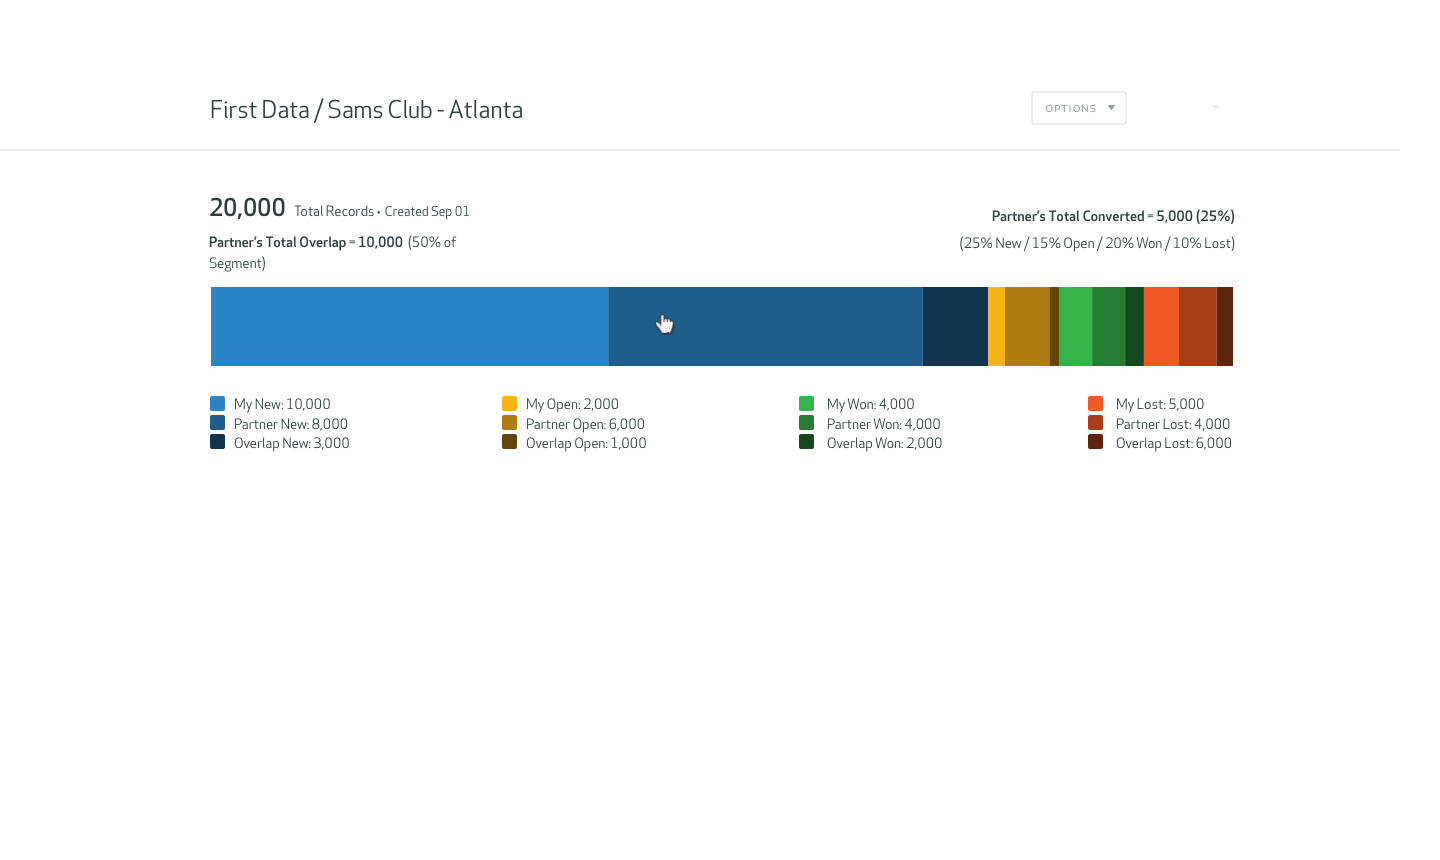 First Data / Sams Club - Atlanta
OPTIONS
20,000 Total Records • Created Sep 01
Partner's Total Overlap = 10,000 (50% of
Segment)
Partner's Total Converted = 5,000 (25%)
(25% New / 15% Open / 20% Won / 10% Lost)
My New: 10,000
Partner New: 8,000
Overlap New: 3,000
My Open: 2,000
Partner Open: 6,000
Overlap Open: 1,000
My Won: 4,000
Partner Won: 4,000
Overlap Won: 2,000
My Lost: 5,000
Partner Lost: 4,000
Overlap Lost: 6,000